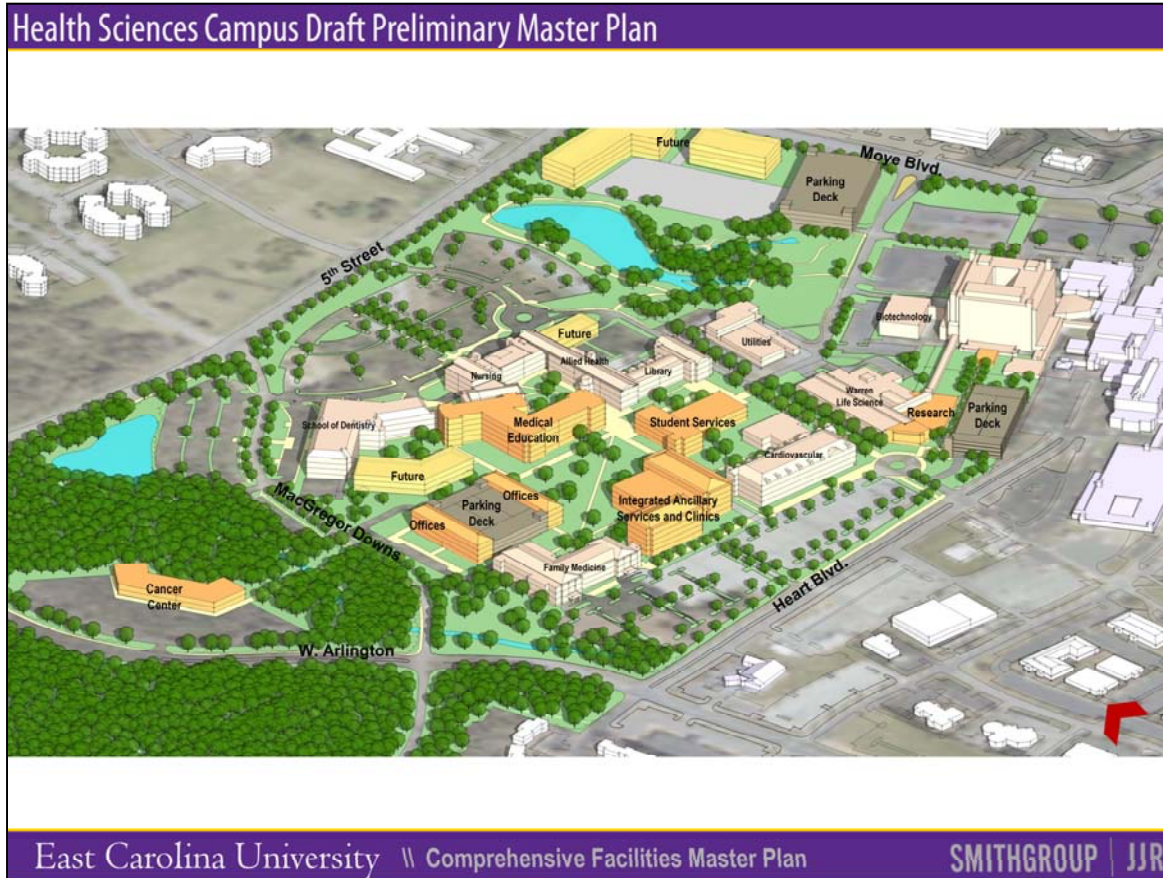 Health Sciences Campus Draft Preliminary Master Plan
Future
Moye Blvd.
Parking
Deck
5th Street
Biotechnology
Future
Utilities
Allied Health
Library
Nursing
Warren
Life Science
Research
Parking
Deck
School of Dentistry
Medical
Education
Student Services
Cardiovascular
Future
Offices
Parking
Deck
Offices
Integrated Ancillary
Services and Clinics
MacGregor Downs
Family Medicine
Heart Blvd.
Cancer
Center
W. Arlington
East Carolina University \\ Comprehensive Facilities Master Plan
SMITHGROUP | JJR